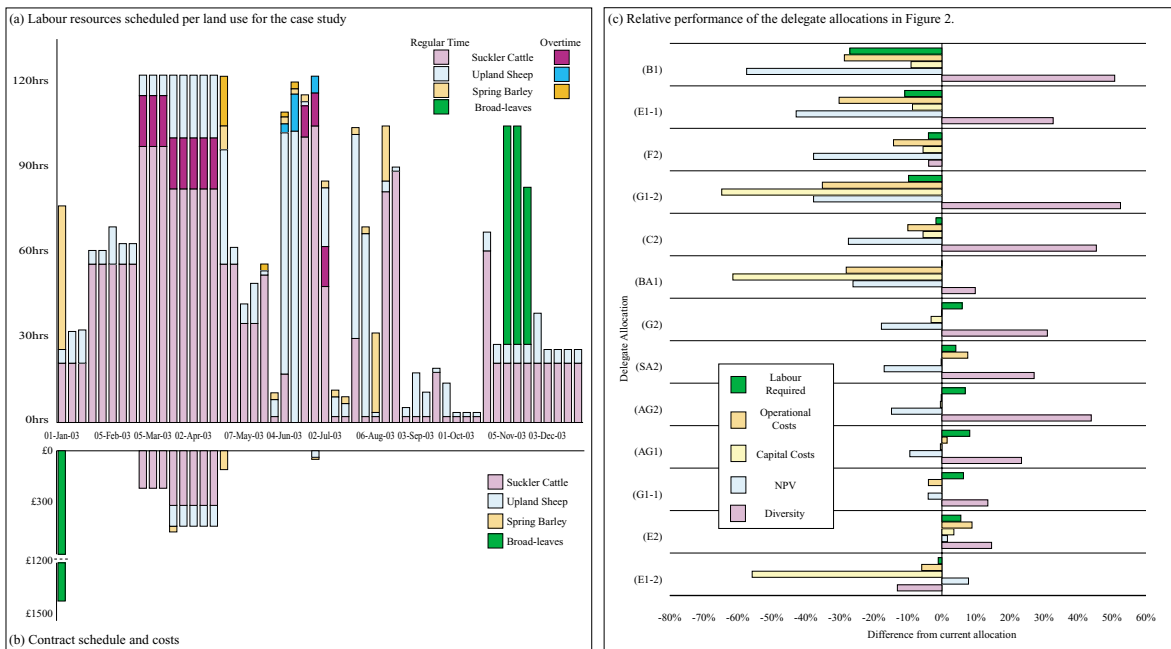 (a) Labour resources scheduled per land use for the case study
Regular Time
Overtime
Suckler Cattle
Upland Sheep
Spring Barley
Broad-leaves
120hrs
90hrs
60hrs
30hrs
0hrs
01-Jan-03
05-Feb-03
05-Mar-03
02-Apr-03
07-May-03
04-Jun-03
02-Jul-03
06-Aug-03
03-Sep-03
01-Oct-03
05-Nov-03
03-Dec-03
£0
£300
£1200
£1500
Suckler Cattle
Upland Sheep
Spring Barley
Broad-leaves
(b) Contract schedule and costs
(c) Relative performance of the delegate allocations in Figure 2.
Delegate Allocation
(B1)
(E1-1)
(F2)
(G1-2)
(C2)
(BA1)
(G2)
(SA2)
(AG2)
(AG1)
(G1-1)
(E2)
(E1-2)
Labour
Required
Operational
Costs
Capital Costs
NPV
Diversity
-80%
-70%
-60%
-50%
-40%
-30%
-20%
-10%
0%
10%
20%
30%
40%
50%
60%
Difference from current allocation